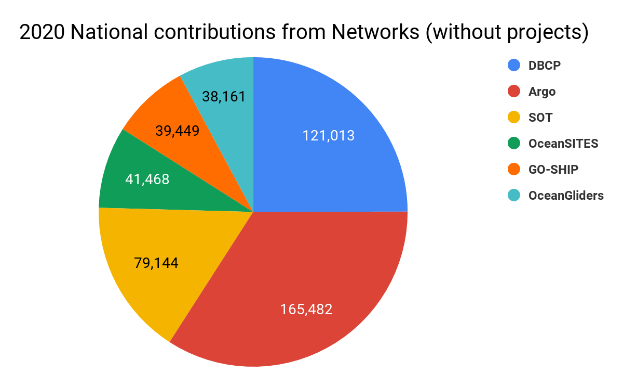 2020 National contributions from Networks (without projects)
DBCP
Argo
SOT
OceanSITES
GO-SHIP
OceanGliders
121,013
165,482
79,144
41,468
39,449
38,161